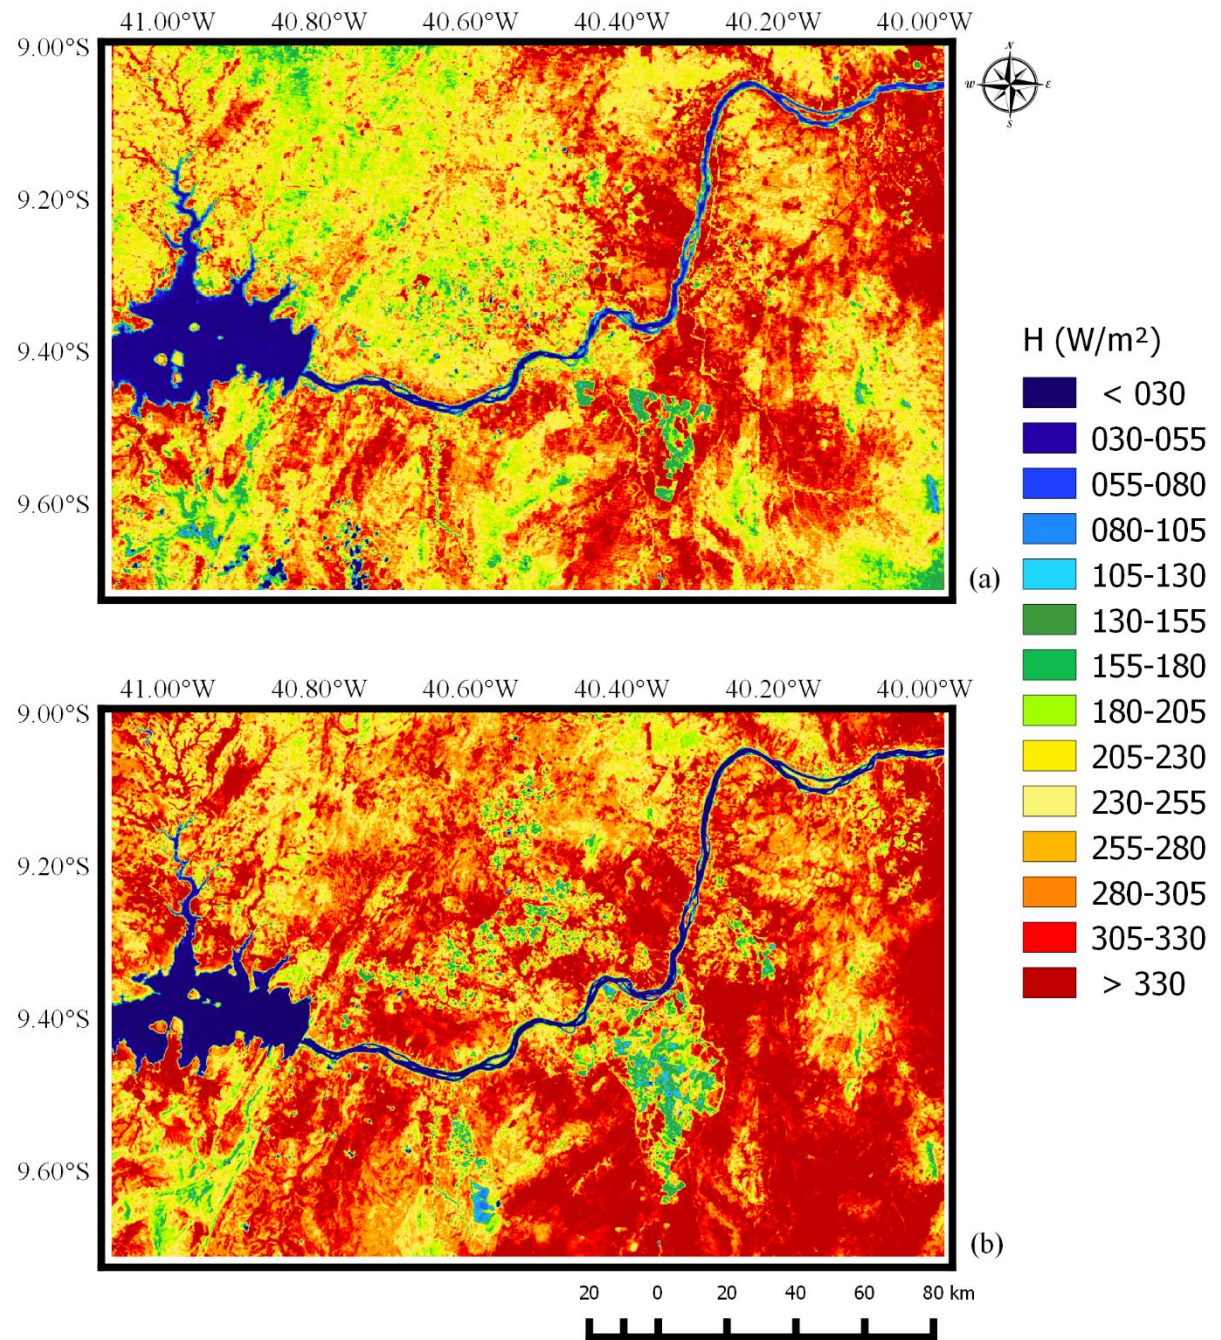 41.00°W 40.80°W 40.60°W 40.40°W 40.20°W 40.00°W
9.00°S
N
W
E
S
9.20°S
9.40°S
9.60°S
(a)
H (W/m²)
< 030
030-055
055-080
080-105
105-130
130-155
155-180
180-205
205-230
230-255
255-280
280-305
305-330
> 330
41.00°W 40.80°W 40.60°W 40.40°W 40.20°W 40.00°W
9.00°S
9.20°S
9.40°S
9.60°S
(b)
20 0 20 40 60 80 km